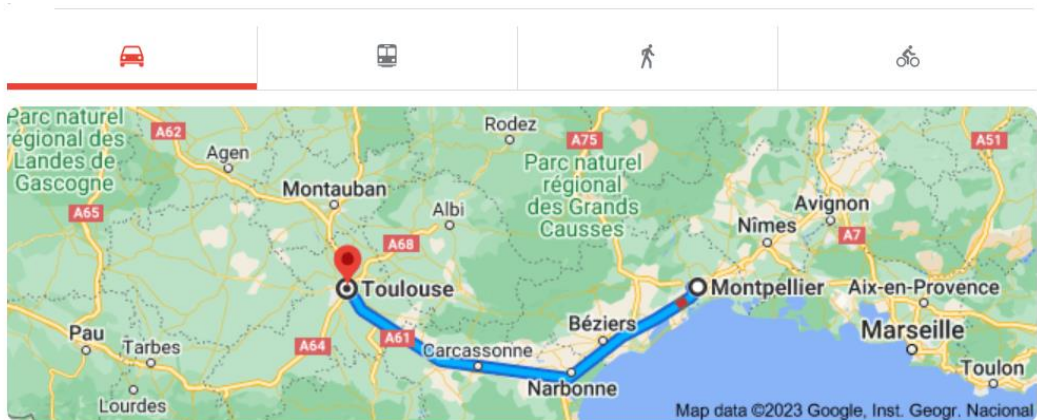 Parc naturel
régional des
Landes de
Gascogne
A62
Agen
Montauban
Rodez
A75
Parc naturel
régional
des Grands
Causses
A51
Avignon
Nîmes
A7
A65
Albi
A68
Toulouse
Montpellier
Aix-en-Provence
Marseille
Toulon
Béziers
Pau
Tarbes
Lourdes
A64
A61
Carcassonne
Narbonne
Map data ©2023 Google, Inst. Geogr. Nacional